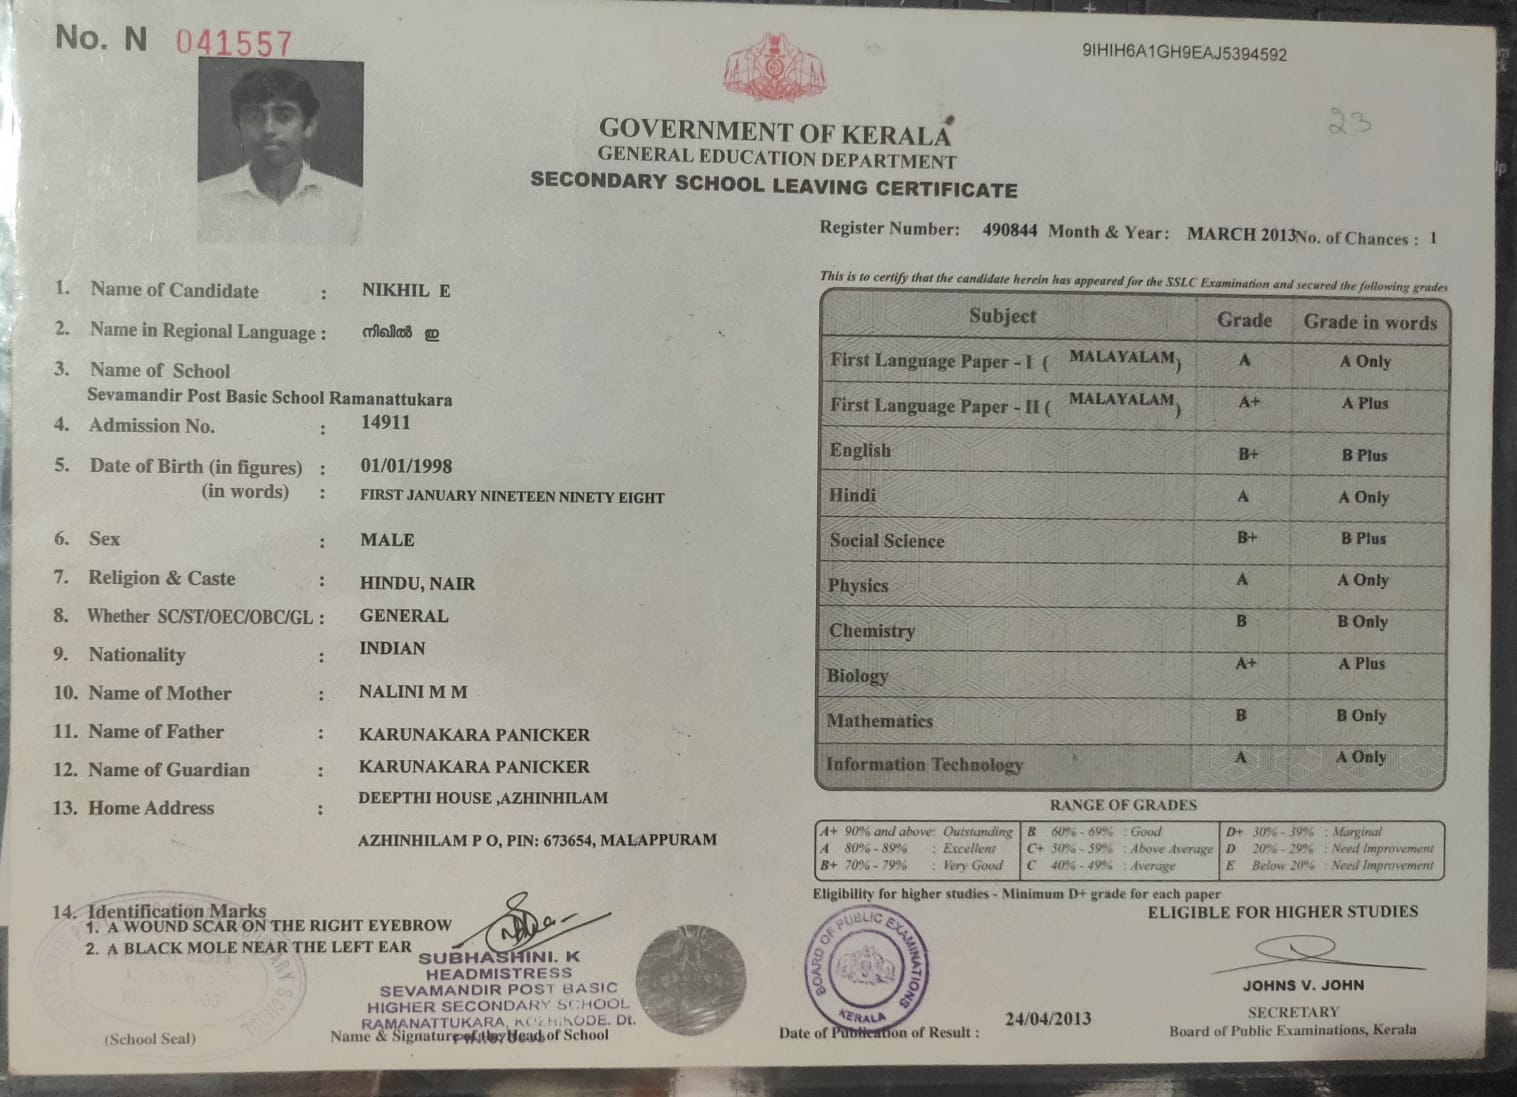 No. N 041557
9IHIH6A1GH9EAJ5394592
23
GOVERNMENT OF KERALA
GENERAL EDUCATION DEPARTMENT
SECONDARY SCHOOL LEAVING CERTIFICATE
Register Number: 490844 Month & Year: MARCH 2013 No. of Chances : 1
1. Name of Candidate : NIKHIL E
2. Name in Regional Language : നിഖിൽ ഇ
3. Name of School
Sevamandir Post Basic School Ramanattukara
4. Admission No. : 14911
5. Date of Birth (in figures) : 01/01/1998
(in words) : FIRST JANUARY NINETEEN NINETY EIGHT
6. Sex : MALE
7. Religion & Caste : HINDU, NAIR
8. Whether SC/ST/OEC/OBC/GL : GENERAL
9. Nationality : INDIAN
10. Name of Mother : NALINI M M
11. Name of Father : KARUNAKARA PANICKER
12. Name of Guardian : KARUNAKARA PANICKER
13. Home Address : DEEPTHI HOUSE ,AZHINHILAM
AZHINHILAM P O, PIN: 673654, MALAPPURAM
14. Identification Marks
1. A WOUND SCAR ON THE RIGHT EYEBROW
2. A BLACK MOLE NEAR THE LEFT EAR
SUBHASHINI. K
HEADMISTRESS
SEVAMANDIR POST BASIC
HIGHER SECONDARY SCHOOL
RAMANATTUKARA, KOZHIKODE. Dt.
(School Seal)
Name & Signature of the Head of School
This is to certify that the candidate herein has appeared for the SSLC Examination and secured the following grades
Subject Grade Grade in words
First Language Paper - I ( MALAYALAM ) A A Only
First Language Paper - II ( MALAYALAM ) A+ A Plus
English B+ B Plus
Hindi A A Only
Social Science B+ B Plus
Physics A A Only
Chemistry B B Only
Biology A+ A Plus
Mathematics B B Only
Information Technology A A Only
RANGE OF GRADES
A+ 90% and above: Outstanding B 60% - 69% : Good D+ 30% - 39% : Marginal
A 80% - 89% : Excellent C+ 50% - 59% : Above Average D 20% - 29% : Need Improvement
B+ 70% - 79% : Very Good C 40% - 49% : Average E Below 20% : Need Improvement
Eligibility for higher studies - Minimum D+ grade for each paper
ELIGIBLE FOR HIGHER STUDIES
BOARD OF PUBLIC EXAMINATIONS
KERALA
Date of Publication of Result : 24/04/2013
JOHNS V. JOHN
SECRETARY
Board of Public Examinations, Kerala